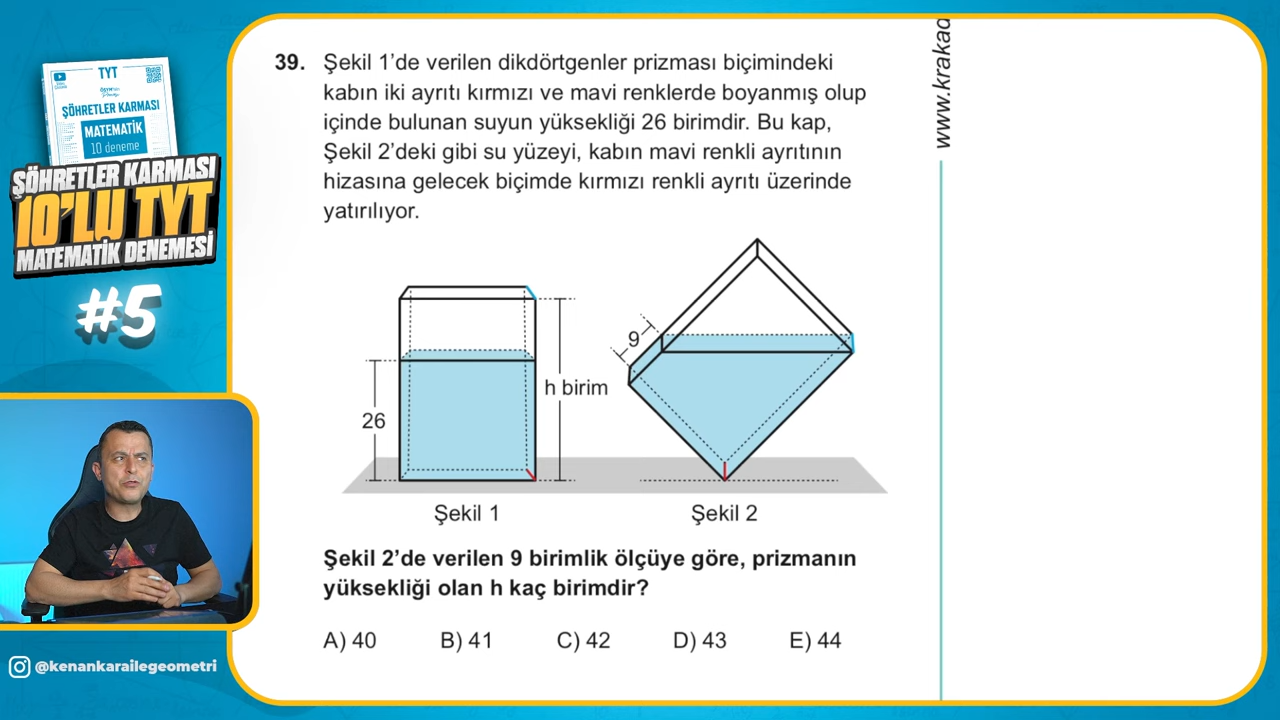 TYT
ŞÖHRETLER KARMASI
MATEMATİK
10 deneme
ŞÖHRETLER KARMASI
10'LU TYT
MATEMATİK DENEMESİ
#5
@kenankarailegeometri
39. Şekil 1'de verilen dikdörtgenler prizması biçimindeki
kabın iki ayrıtı kırmızı ve mavi renklerde boyanmış olup
içinde bulunan suyun yüksekliği 26 birimdir. Bu kap,
Şekil 2'deki gibi su yüzeyi, kabın mavi renkli ayrıtının
hizasına gelecek biçimde kırmızı renkli ayrıtı üzerinde
yatırılıyor.
26
h birim
9
Şekil 1
Şekil 2
Şekil 2'de verilen 9 birimlik ölçüye göre, prizmanın
yüksekliği olan h kaç birimdir?
A) 40 B) 41 C) 42 D) 43 E) 44
www.krakad